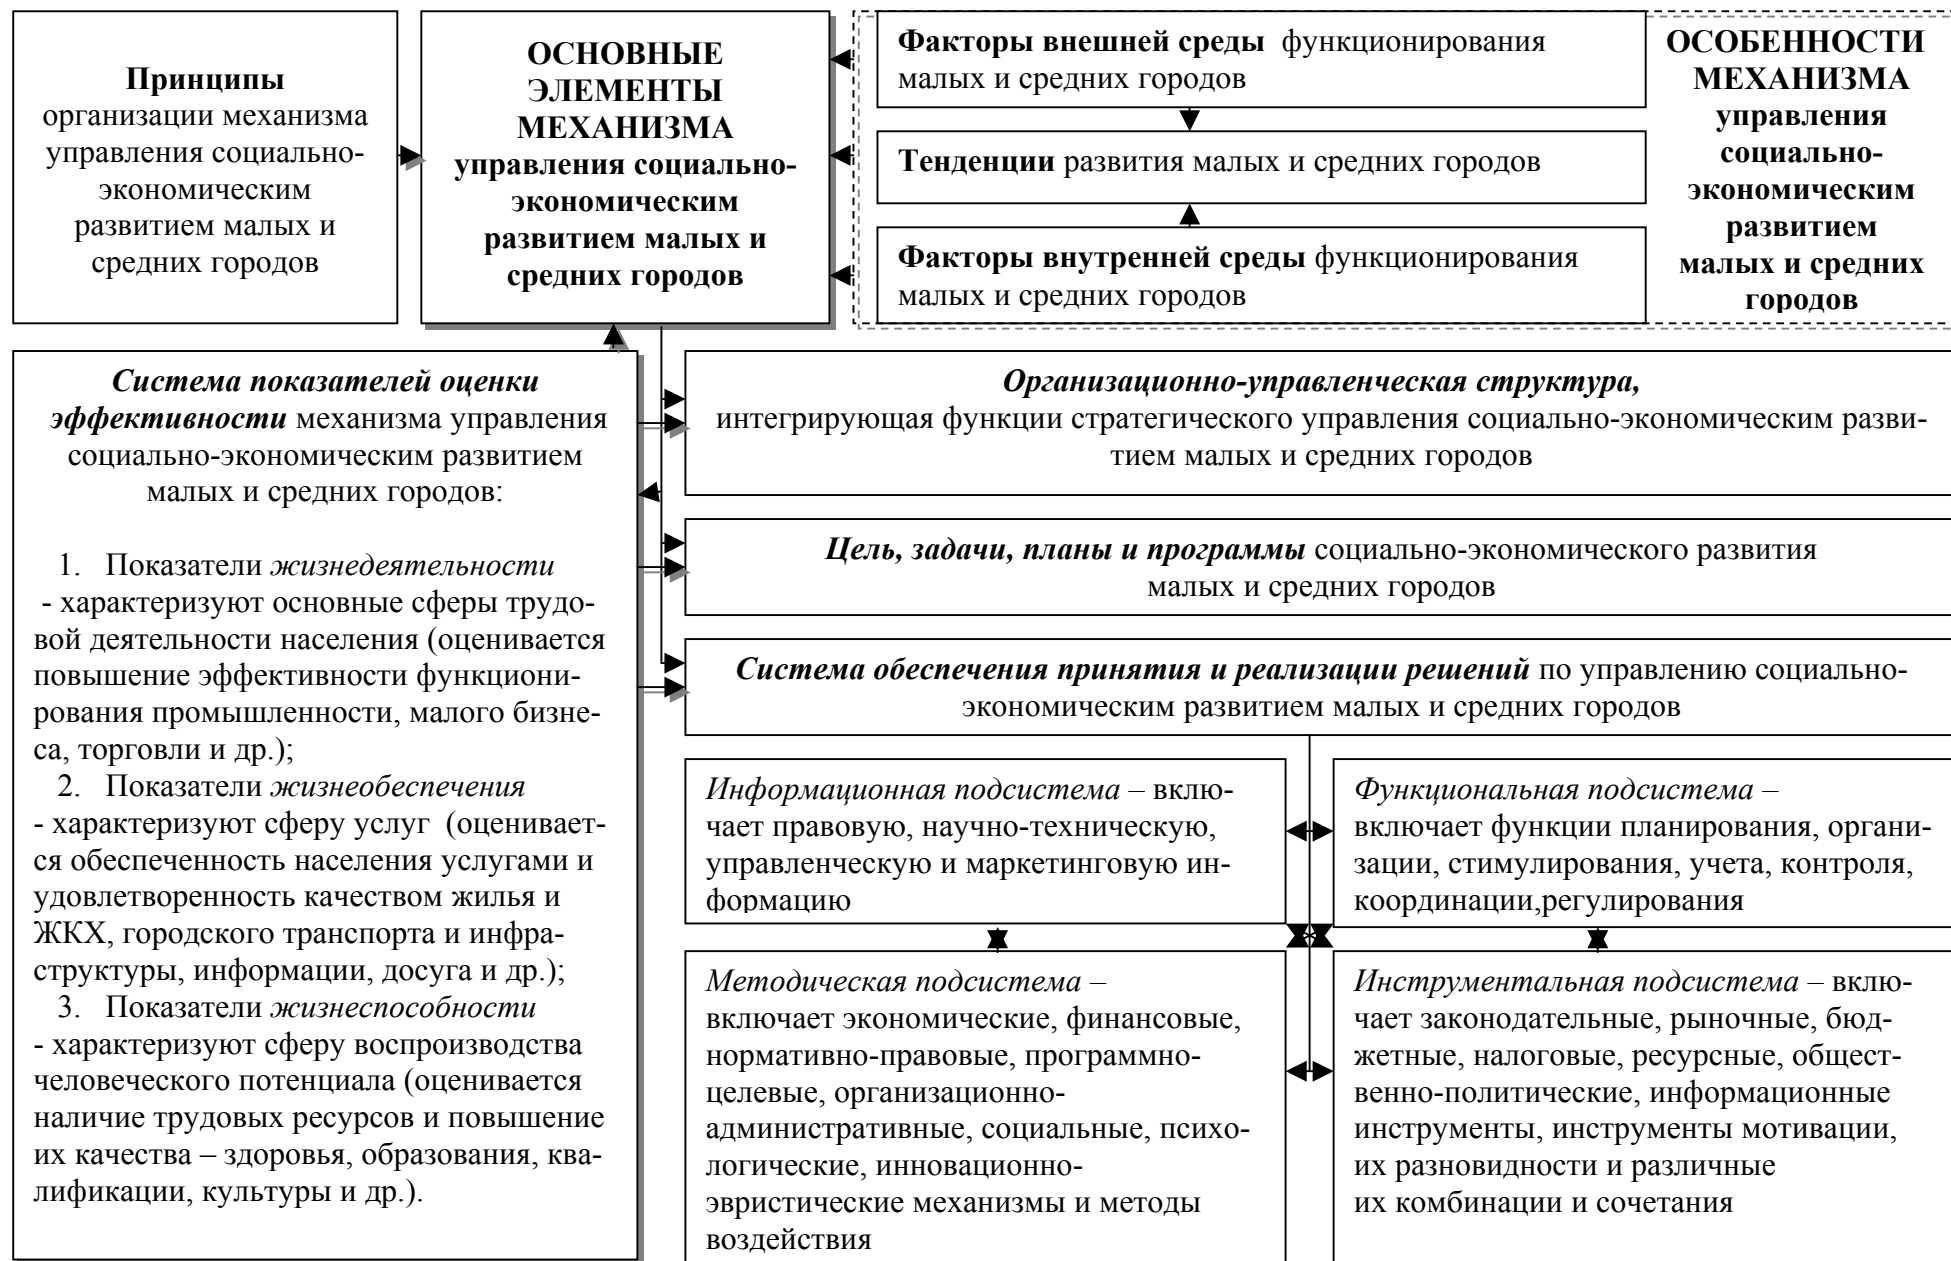 Принципы
организации механизма
управления социально-
экономическим
развитием малых и
средних городов
ОСНОВНЫЕ
ЭЛЕМЕНТЫ
МЕХАНИЗМА
управления социально-
экономическим
развитием малых и
средних городов
Факторы внешней среды функционирования
малых и средних городов
Тенденции развития малых и средних городов
Факторы внутренней среды функционирования
малых и средних городов
ОСОБЕННОСТИ
МЕХАНИЗМА
управления
социально-
экономическим
развитием
малых и средних
городов
Система показателей оценки
эффективности механизма управления
социально-экономическим развитием
малых и средних городов:
1. Показатели жизнедеятельности
- характеризуют основные сферы трудо-
вой деятельности населения (оценивается
повышение эффективности функциони-
рования промышленности, малого бизне-
са, торговли и др.);
2. Показатели жизнеобеспечения
- характеризуют сферу услуг (оценивает-
ся обеспеченность населения услугами и
удовлетворенность качеством жилья и
ЖКХ, городского транспорта и инфра-
структуры, информации, досуга и др.);
3. Показатели жизнеспособности
- характеризуют сферу воспроизводства
человеческого потенциала (оценивается
наличие трудовых ресурсов и повышение
их качества – здоровья, образования, ква-
лификации, культуры и др.).
Организационно-управленческая структура,
интегрирующая функции стратегического управления социально-экономическим разви-
тием малых и средних городов
Цель, задачи, планы и программы социально-экономического развития
малых и средних городов
Система обеспечения принятия и реализации решений по управлению социально-
экономическим развитием малых и средних городов
Информационная подсистема – вклю-
чает правовую, научно-техническую,
управленческую и маркетинговую ин-
формацию
Функциональная подсистема –
включает функции планирования, органи-
зации, стимулирования, учета, контроля,
координации,регулирования
Методическая подсистема –
включает экономические, финансовые,
нормативно-правовые, программно-
целевые, организационно-
административные, социальные, психо-
логические, инновационно-
эвристические механизмы и методы
воздействия
Инструментальная подсистема – вклю-
чает законодательные, рыночные, бюд-
жетные, налоговые, ресурсные, общест-
венно-политические, информационные
инструменты, инструменты мотивации,
их разновидности и различные
их комбинации и сочетания